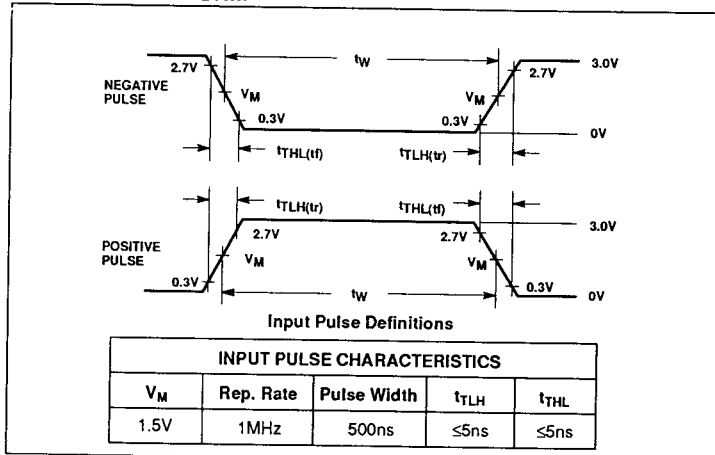 NEGATIVE PULSE
2.7V
VM
0.3V
tTHL(tf)
tW
VM
0.3V
tTLH(tr)
2.7V
3.0V
0V
POSITIVE PULSE
0.3V
VM
2.7V
tTLH(tr)
tW
tTHL(tf)
2.7V
VM
0.3V
3.0V
0V
Input Pulse Definitions
INPUT PULSE CHARACTERISTICS
VM Rep. Rate Pulse Width tTLH tTHL
1.5V 1MHz 500ns ≤5ns ≤5ns